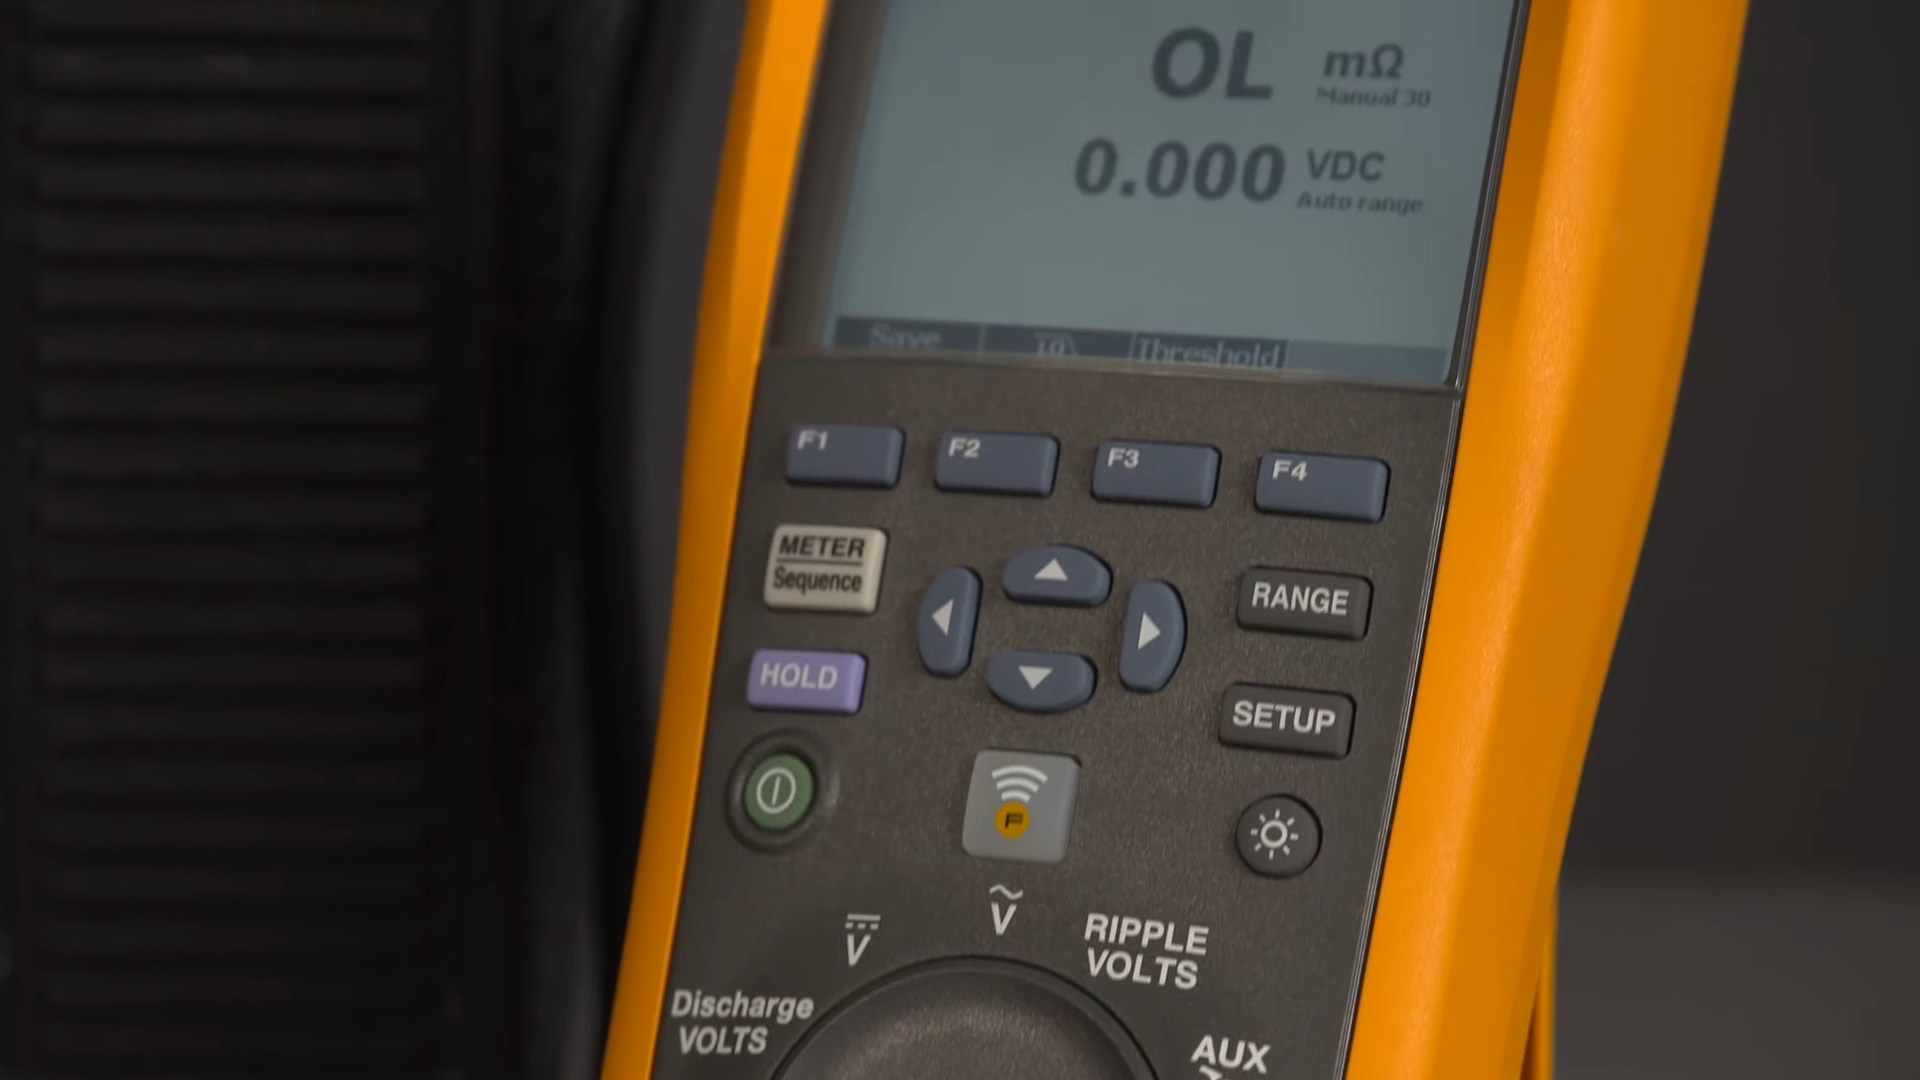 OL mΩ
Manual 30
0.000 VDC
Auto range
Save Threshold
F1 F2 F3 F4
METER
Sequence
RANGE
HOLD
SETUP
F
V
V
RIPPLE
VOLTS
Discharge
VOLTS
AUX